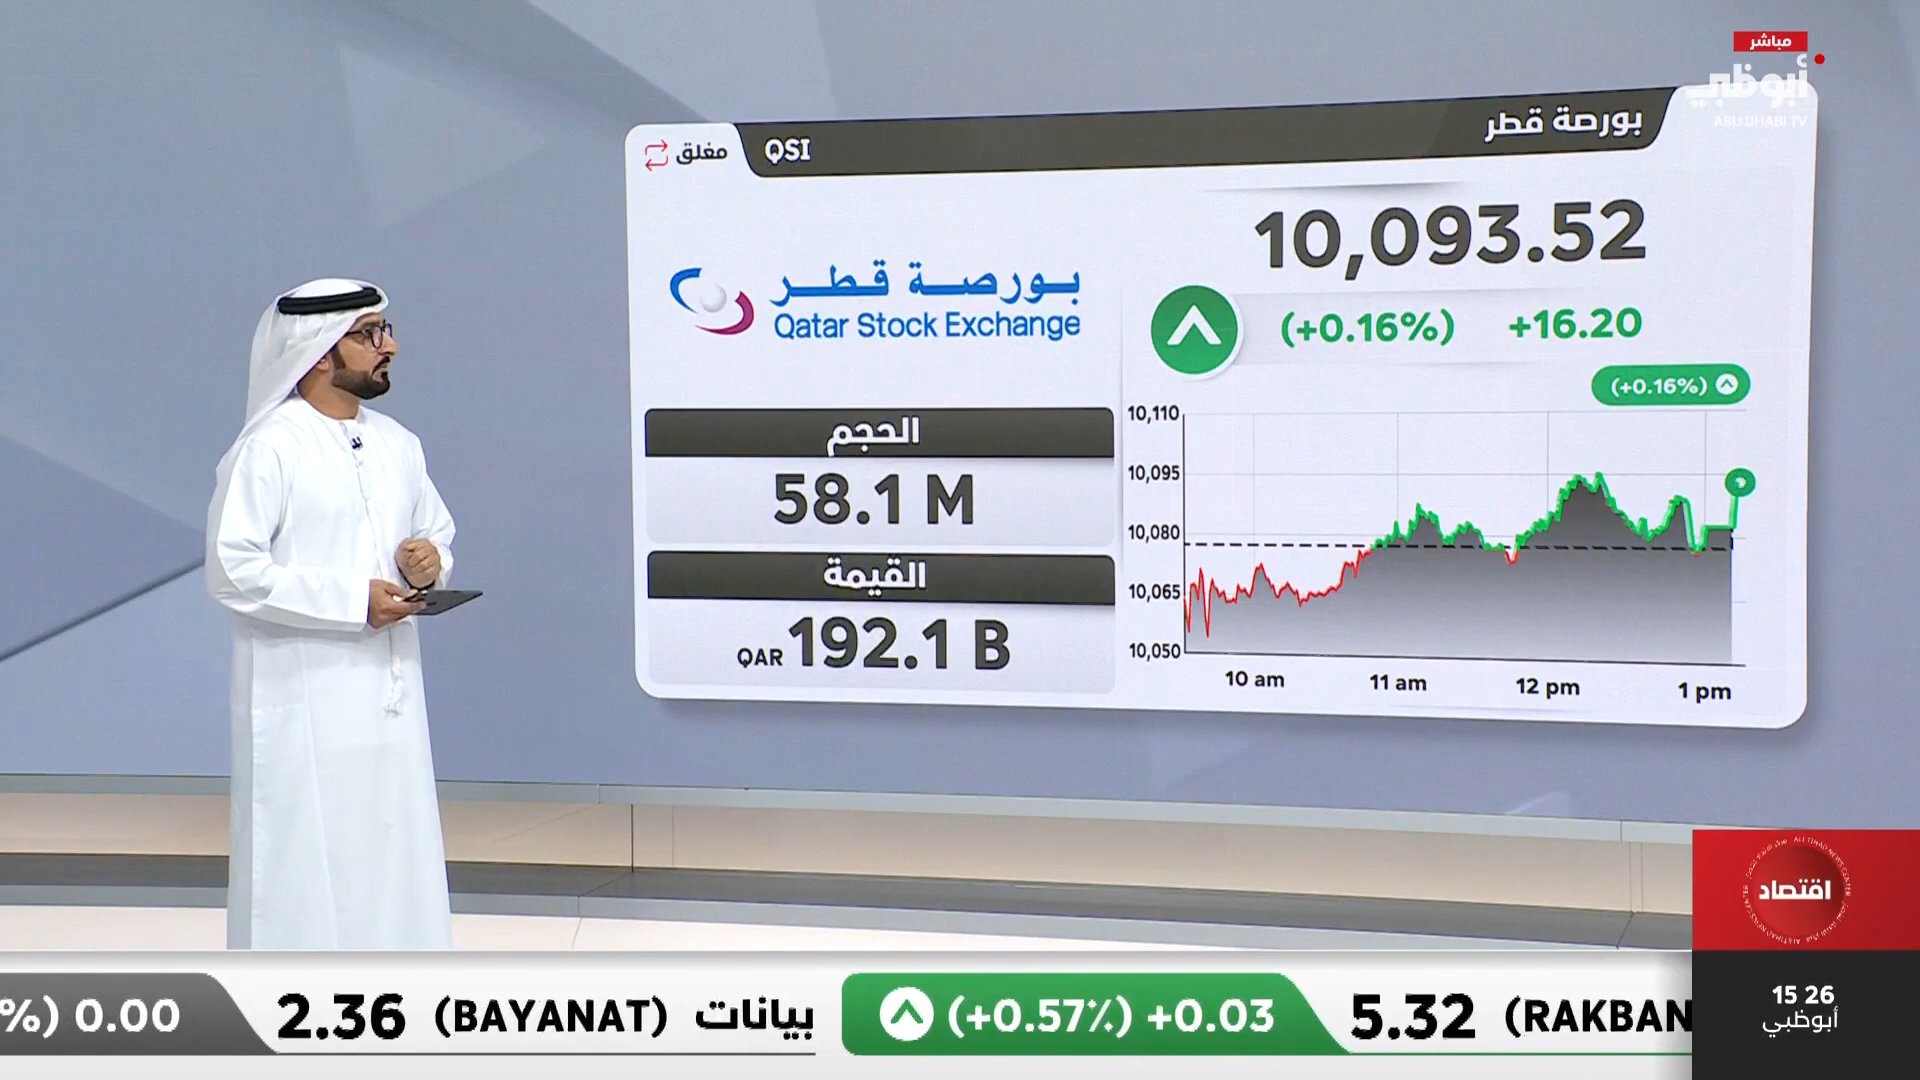 مباشر
أبوظبي
ABU DHABI TV
بورصة قطر
QSI
مغلق
10,093.52
بورصة قطر
Qatar Stock Exchange
+16.20 (+0.16%)
(+0.16%)
الحجم
58.1 M
القيمة
QAR 192.1 B
10,110
10,095
10,080
10,065
10,050
10 am 11 am 12 pm 1 pm
اقتصاد
%) 0.00
2.36 (BAYANAT) بيانات
(+0.57%) +0.03
5.32 (RAKBAN
15 26
أبوظبي